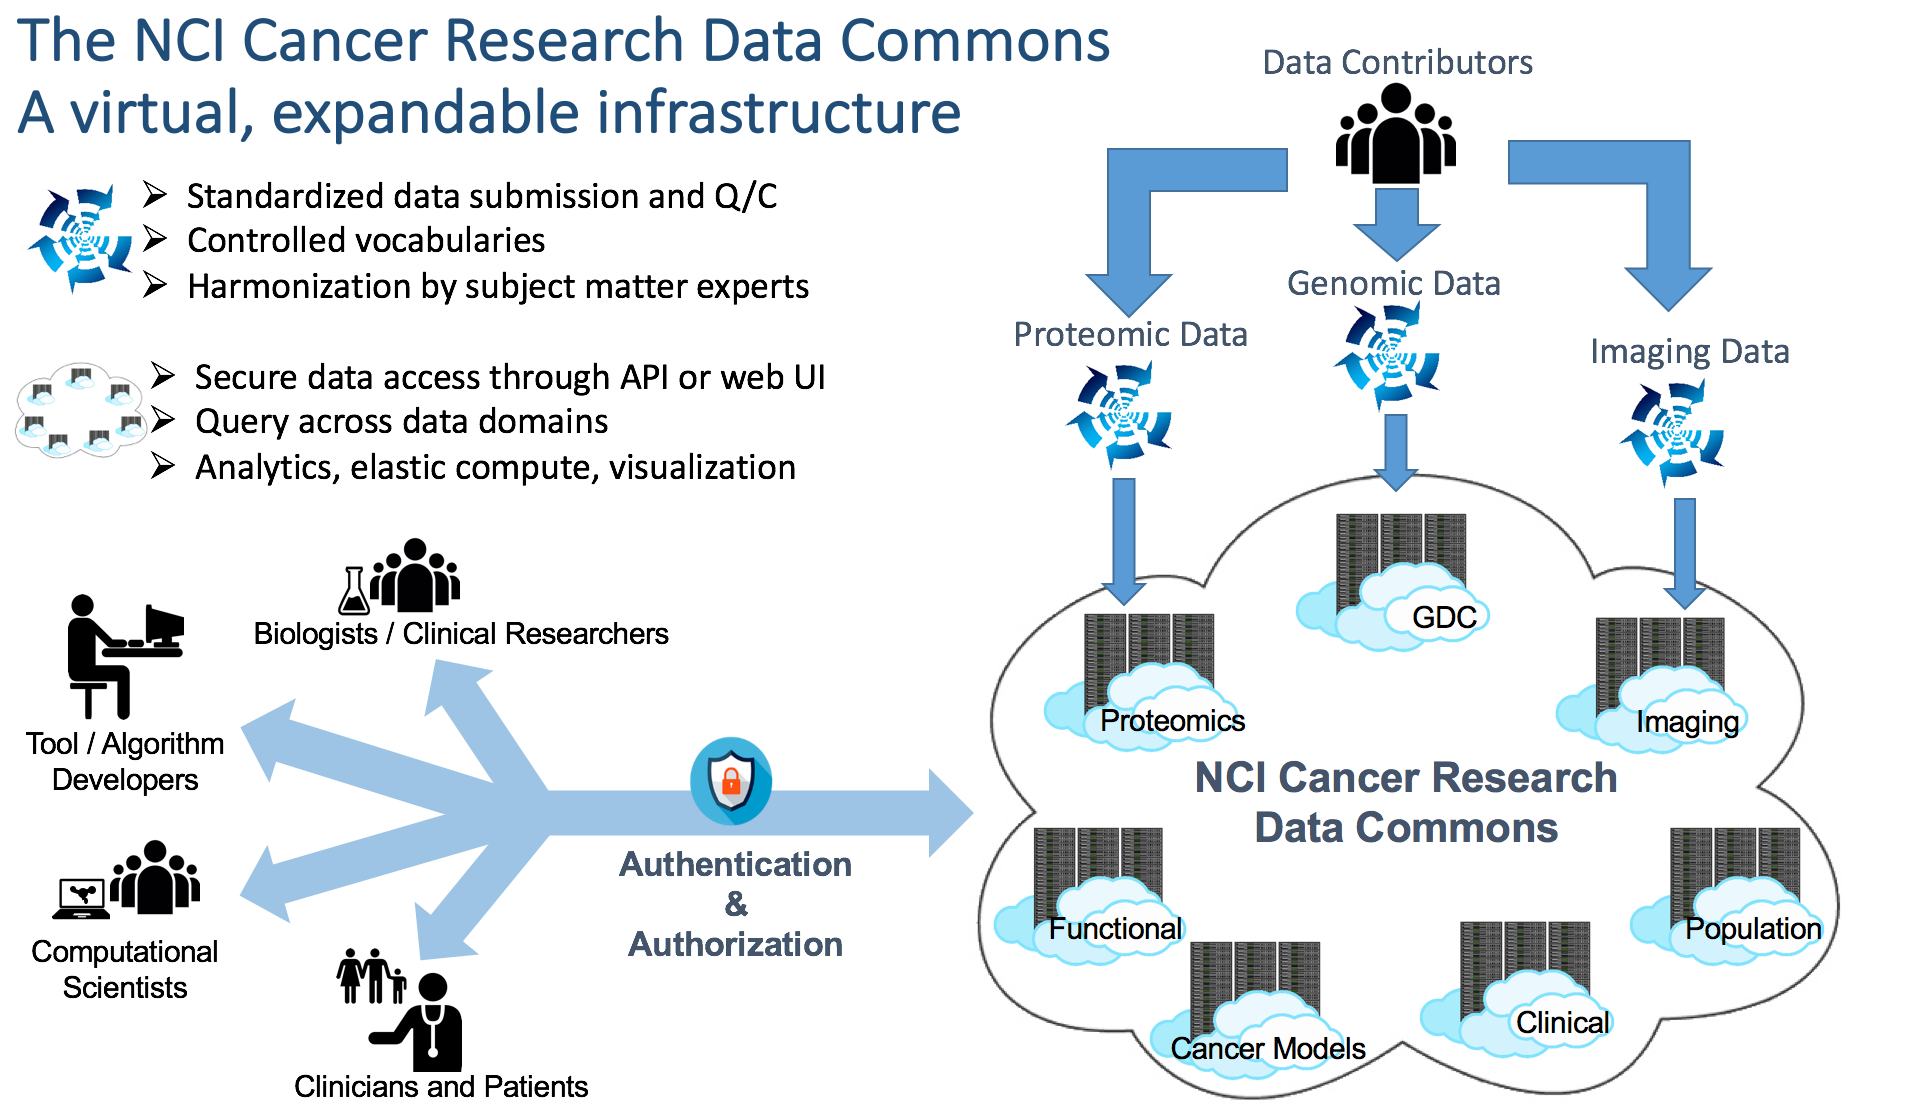 The NCI Cancer Research Data Commons
A virtual, expandable infrastructure
➢ Standardized data submission and Q/C
➢ Controlled vocabularies
➢ Harmonization by subject matter experts
➢ Secure data access through API or web UI
➢ Query across data domains
➢ Analytics, elastic compute, visualization
Biologists / Clinical Researchers
Tool / Algorithm
Developers
Computational
Scientists
Clinicians and Patients
Authentication
&
Authorization
Data Contributors
Proteomic Data
Genomic Data
Imaging Data
Proteomics
GDC
Imaging
NCI Cancer Research
Data Commons
Functional
Cancer Models
Clinical
Population